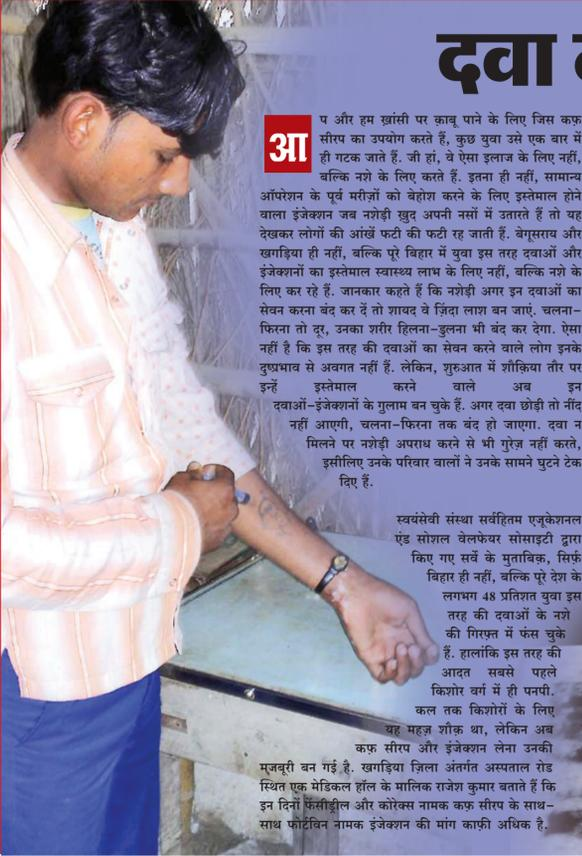 दवा
आप और हम खांसी पर क़ाबू पाने के लिए जिस कफ़
सीरप का उपयोग करते हैं, कुछ युवा उसे एक बार में
ही गटक जाते हैं. जी हां, वे ऐसा इलाज के लिए नहीं,
बल्कि नशे के लिए करते हैं. इतना ही नहीं, सामान्य
ऑपरेशन के पूर्व मरीज़ों को बेहोश करने के लिए इस्तेमाल होने
वाला इंजेक्शन जब नशेड़ी ख़ुद अपनी नसों में उतारते हैं तो यह
देखकर लोगों की आंखें फटी की फटी रह जाती हैं. बेगूसराय और
खगड़िया ही नहीं, बल्कि पूरे बिहार में युवा इस तरह दवाओं और
इंजेक्शनों का इस्तेमाल स्वास्थ्य लाभ के लिए नहीं, बल्कि नशे के
लिए कर रहे हैं. जानकार कहते हैं कि नशेड़ी अगर इन दवाओं का
सेवन करना बंद कर दें तो शायद वे ज़िंदा लाश बन जाएं. चलना-
फिरना तो दूर, उनका शरीर हिलना-डुलना भी बंद कर देगा. ऐसा
नहीं है कि इस तरह की दवाओं का सेवन करने वाले लोग इनके
दुष्प्रभाव से अवगत नहीं हैं. लेकिन, शुरुआत में शौक़िया तौर पर
इन्हें इस्तेमाल करने वाले अब इन
दवाओं-इंजेक्शनों के ग़ुलाम बन चुके हैं. अगर दवा छोड़ी तो नींद
नहीं आएगी, चलना-फिरना तक बंद हो जाएगा. दवा न
मिलने पर नशेड़ी अपराध करने से भी गुरेज़ नहीं करते,
इसीलिए उनके परिवार वालों ने उनके सामने घुटने टेक
दिए हैं.
स्वयंसेवी संस्था सर्वहितम एजूकेशनल
एंड सोशल वेलफेयर सोसाइटी द्वारा
किए गए सर्वे के मुताबिक़, सिर्फ़
बिहार ही नहीं, बल्कि पूरे देश के
लगभग 48 प्रतिशत युवा इस
तरह की दवाओं के नशे
की गिरफ़्त में फंस चुके
हैं. हालांकि इस तरह की
आदत सबसे पहले
किशोर वर्ग में ही पनपी.
कल तक किशोरों के लिए
यह महज़ शौक़ था, लेकिन अब
कफ़ सीरप और इंजेक्शन लेना उनकी
मजबूरी बन गई है. खगड़िया ज़िला अंतर्गत अस्पताल रोड
स्थित एक मेडिकल हॉल के मालिक राजेश कुमार बताते हैं कि
इन दिनों फेंसीड्रील और कोरेक्स नामक कफ़ सीरप के साथ-
साथ फोर्टविन नामक इंजेक्शन की मांग काफ़ी अधिक है.